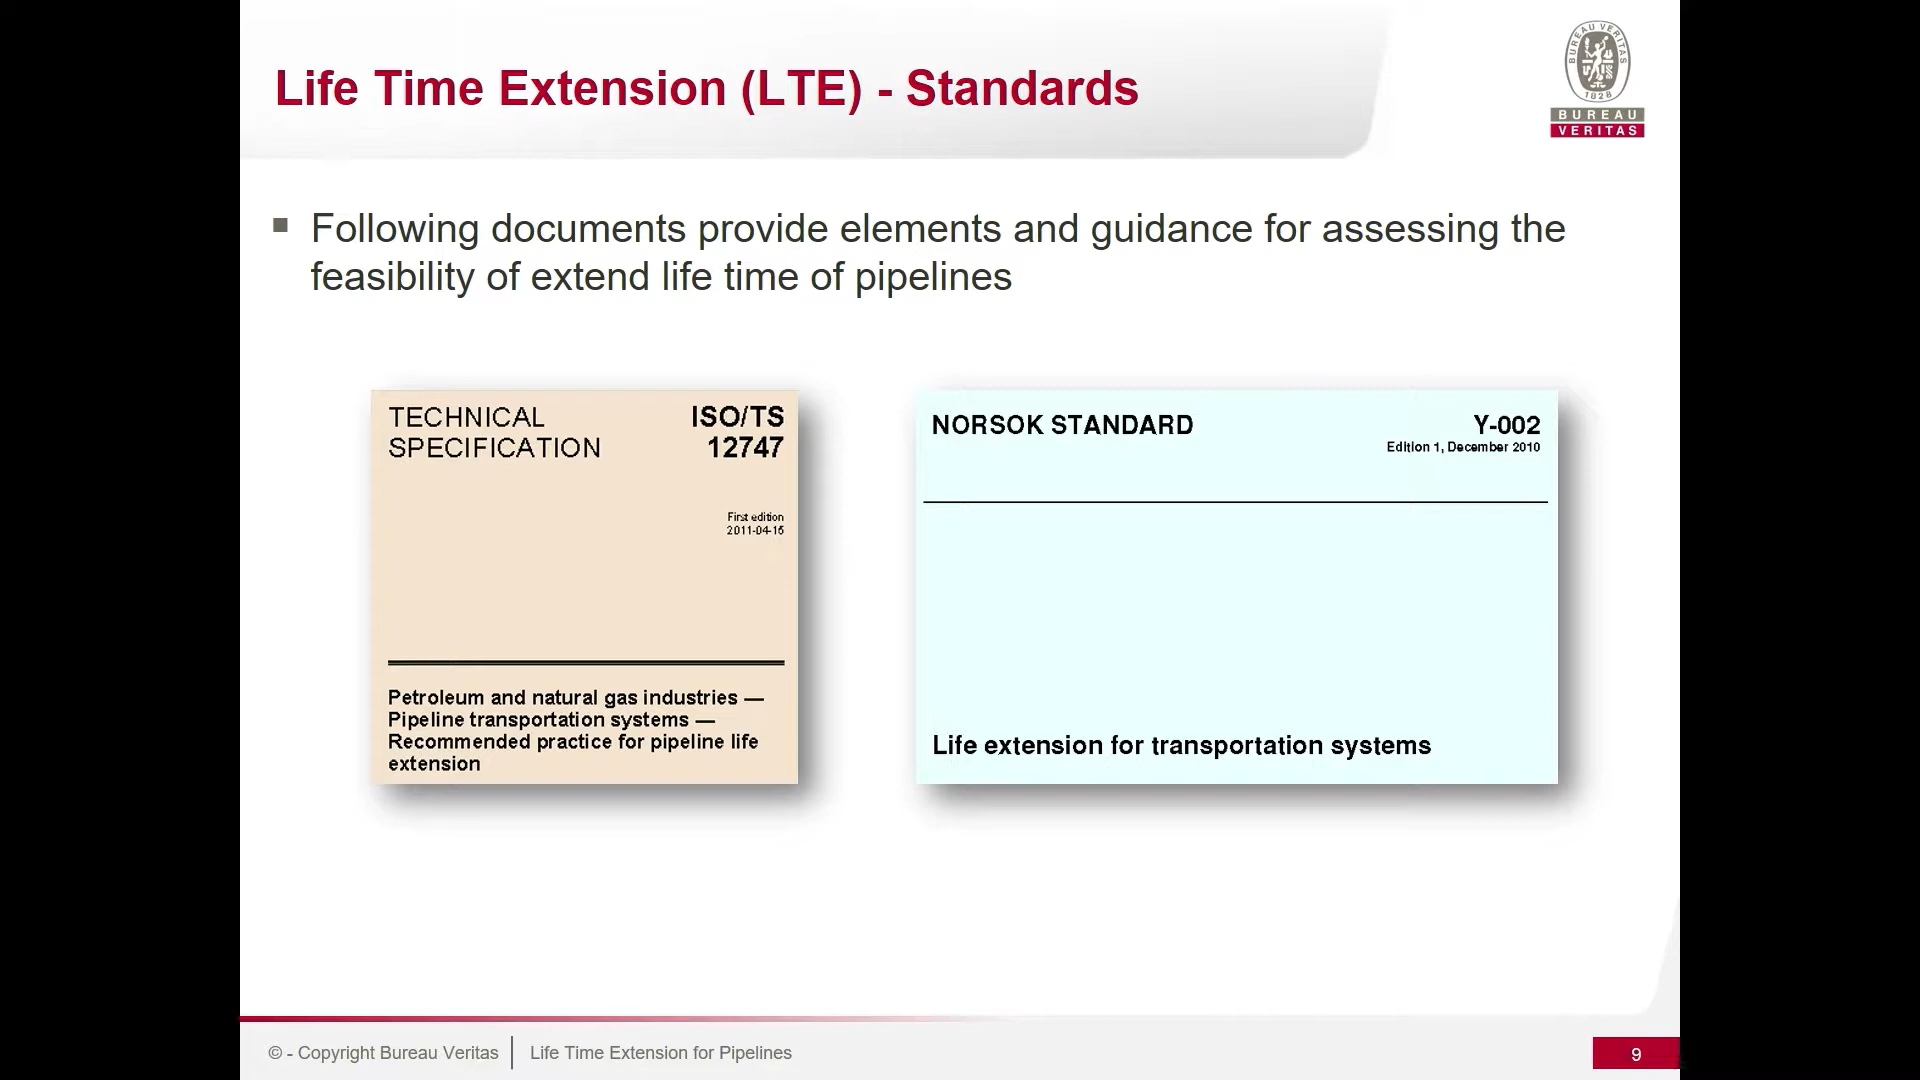 Life Time Extension (LTE) - Standards
BUREAU VERITAS
1828
BUREAU
VERITAS
▪ Following documents provide elements and guidance for assessing the
feasibility of extend life time of pipelines
TECHNICAL
SPECIFICATION
ISO/TS
12747
First edition
2011-04-15
Petroleum and natural gas industries —
Pipeline transportation systems —
Recommended practice for pipeline life
extension
NORSOK STANDARD
Y-002
Edition 1, December 2010
Life extension for transportation systems
© - Copyright Bureau Veritas
Life Time Extension for Pipelines
9